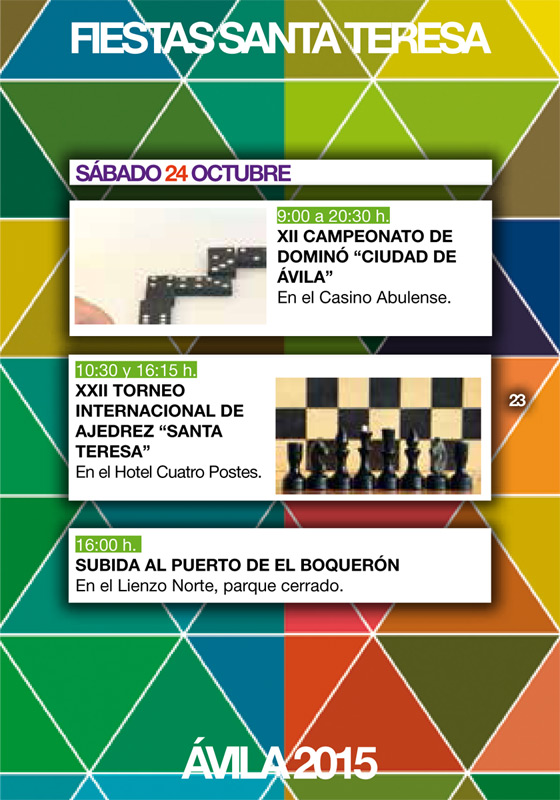 FIESTAS SANTA TERESA
SÁBADO 24 OCTUBRE
9:00 a 20:30 h.
XII CAMPEONATO DE
DOMINÓ “CIUDAD DE
ÁVILA”
En el Casino Abulense.
10:30 y 16:15 h.
XXII TORNEO
INTERNACIONAL DE
AJEDREZ “SANTA
TERESA”
En el Hotel Cuatro Postes.
23
16:00 h.
SUBIDA AL PUERTO DE EL BOQUERÓN
En el Lienzo Norte, parque cerrado.
ÁVILA 2015